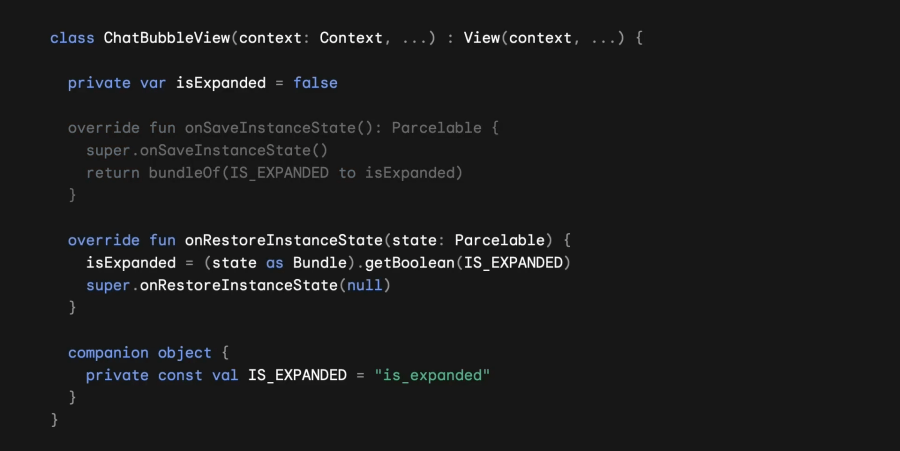 class ChatBubbleView(context: Context, ...) : View(context, ...) {
private var isExpanded = false
override fun onSaveInstanceState(): Parcelable {
super.onSaveInstanceState()
return bundleOf(IS_EXPANDED to isExpanded)
}
override fun onRestoreInstanceState(state: Parcelable) {
isExpanded = (state as Bundle).getBoolean(IS_EXPANDED)
super.onRestoreInstanceState(null)
}
companion object {
private const val IS_EXPANDED = "is_expanded"
}
}